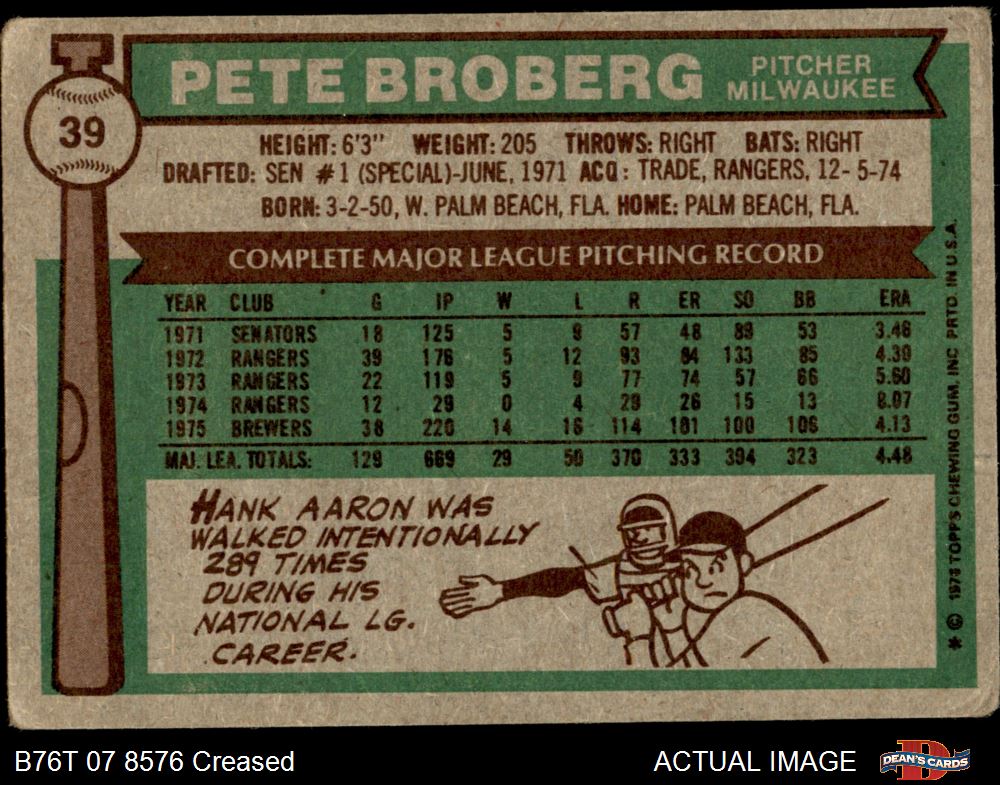 39
PETE BROBERG
PITCHER
MILWAUKEE
HEIGHT: 6'3" WEIGHT: 205 THROWS: RIGHT BATS: RIGHT
DRAFTED: SEN #1 (SPECIAL)-JUNE, 1971 ACQ: TRADE, RANGERS, 12-5-74
BORN: 3-2-50, W. PALM BEACH, FLA. HOME: PALM BEACH, FLA.
COMPLETE MAJOR LEAGUE PITCHING RECORD
YEAR CLUB G IP W L R ER SO BB ERA
1971 SENATORS 18 125 5 9 57 48 89 53 3.46
1972 RANGERS 39 176 5 12 93 84 133 85 4.30
1973 RANGERS 22 119 5 9 77 74 57 66 5.60
1974 RANGERS 12 29 0 4 29 26 15 13 8.07
1975 BREWERS 38 220 14 16 114 101 100 106 4.13
MAJ. LEA. TOTALS: 129 669 29 50 370 333 394 323 4.48
HANK AARON WAS
WALKED INTENTIONALLY
289 TIMES
DURING HIS
NATIONAL LG.
CAREER.
* © 1976 TOPPS CHEWING GUM, INC PRTD. IN U.S.A.
B76T 07 8576 Creased
ACTUAL IMAGE
D
DEAN'S CARDS